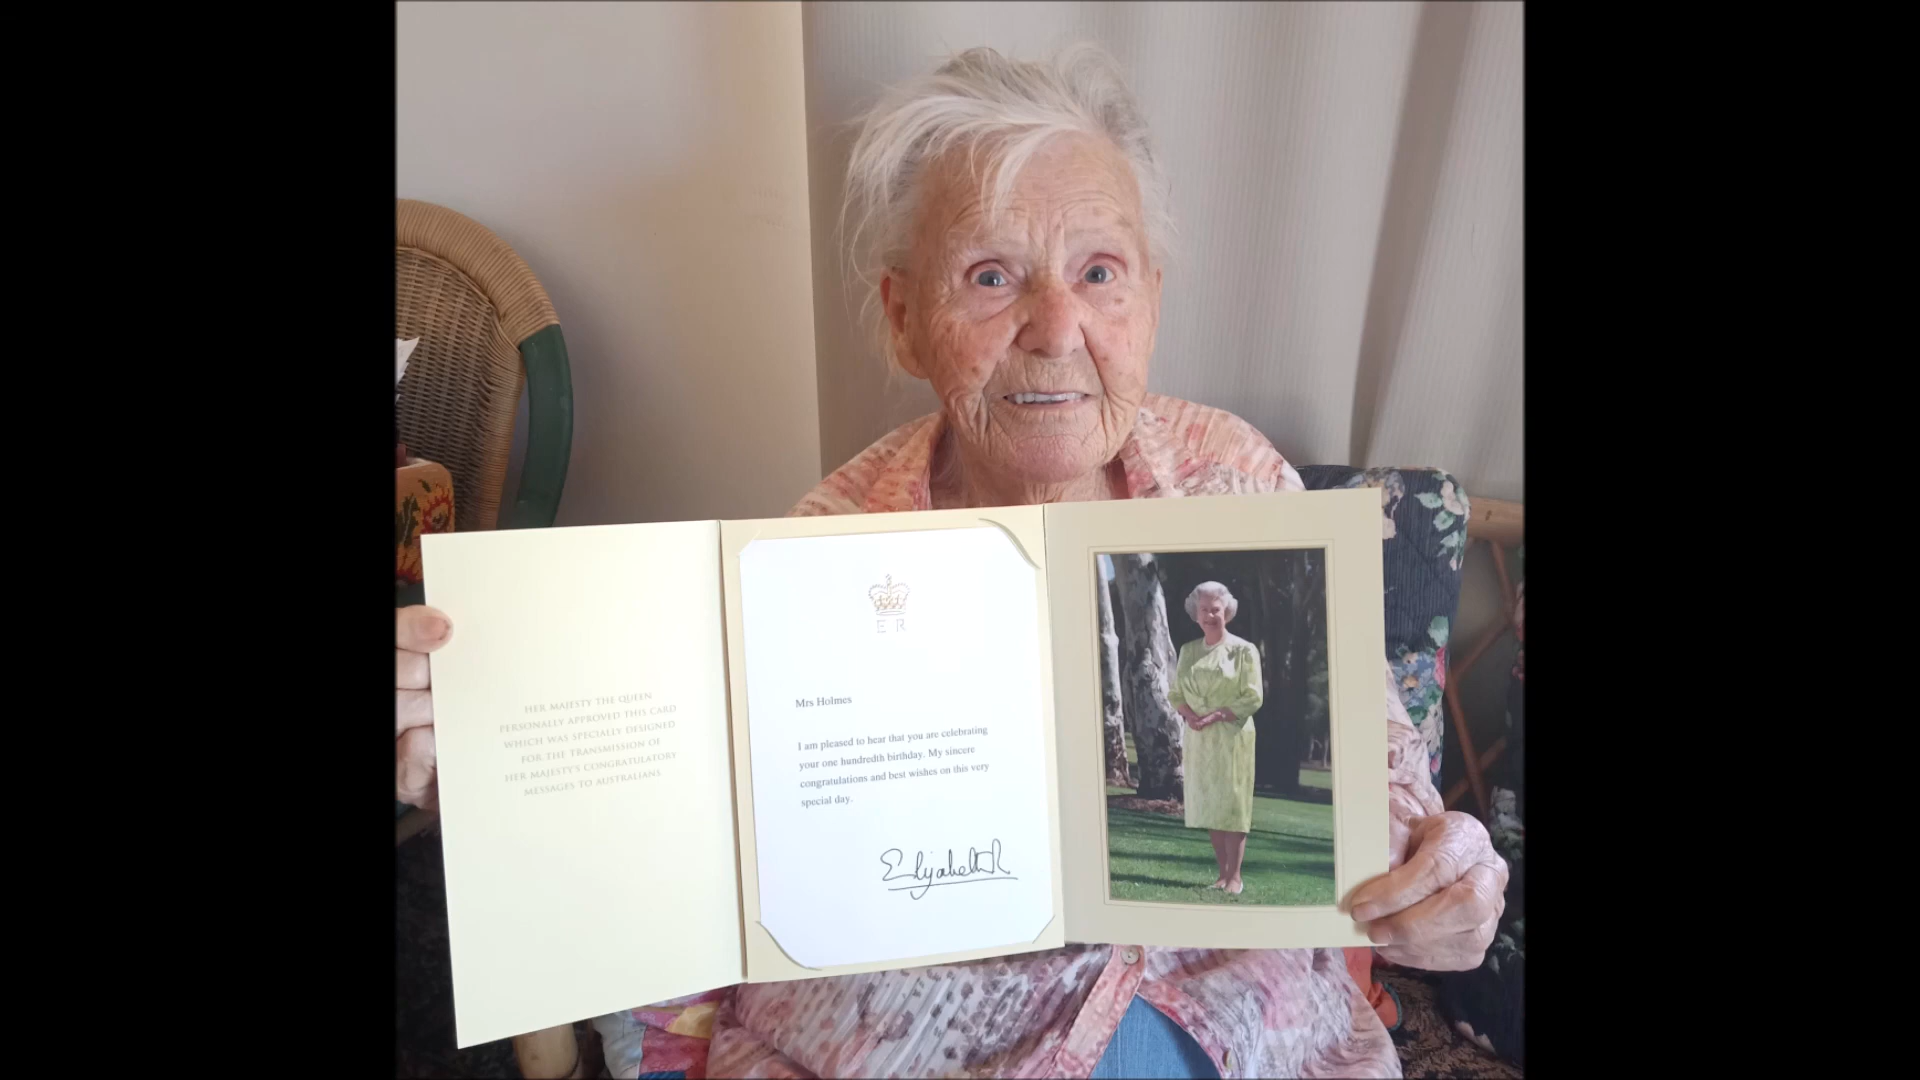 HER MAJESTY THE QUEEN
PERSONALLY APPROVED THIS CARD
WHICH WAS SPECIALLY DESIGNED
FOR THE TRANSMISSION OF
HER MAJESTY'S CONGRATULATORY
MESSAGES TO AUSTRALIANS
E R
Mrs Holmes
I am pleased to hear that you are celebrating
your one hundredth birthday. My sincere
congratulations and best wishes on this very
special day.
Elizabeth R